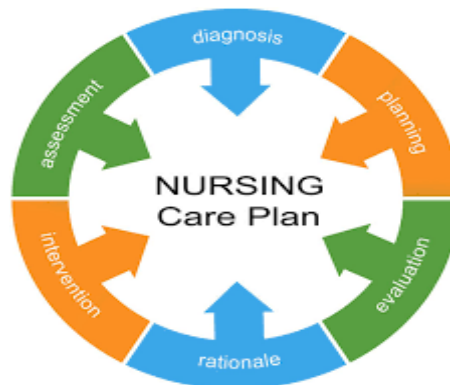 diagnosis
planning
evaluation
rationale
intervention
assessment
NURSING
Care Plan